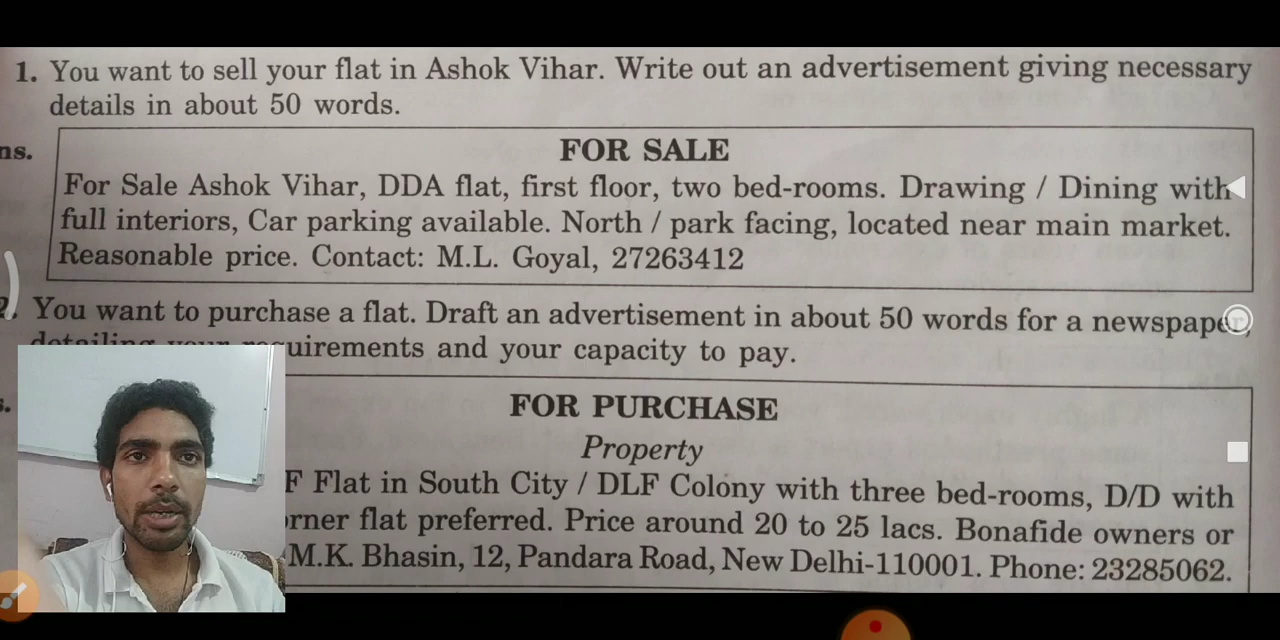 1. You want to sell your flat in Ashok Vihar. Write out an advertisement giving necessary
details in about 50 words.
ns.
FOR SALE
For Sale Ashok Vihar, DDA flat, first floor, two bed-rooms. Drawing / Dining with
full interiors, Car parking available. North / park facing, located near main market.
Reasonable price. Contact: M.L. Goyal, 27263412
2. You want to purchase a flat. Draft an advertisement in about 50 words for a newspaper,
detailing your requirements and your capacity to pay.
s.
FOR PURCHASE
Property
F Flat in South City / DLF Colony with three bed-rooms, D/D with
rner flat preferred. Price around 20 to 25 lacs. Bonafide owners or
M.K. Bhasin, 12, Pandara Road, New Delhi-110001. Phone: 23285062.